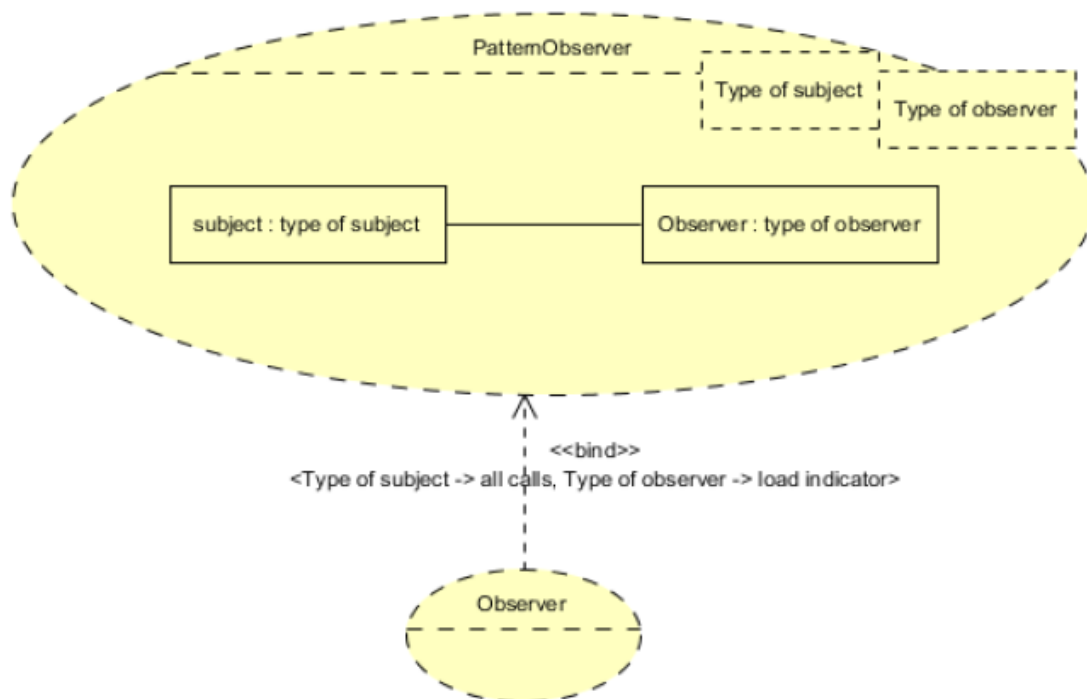 PatternObserver
Type of subject
Type of observer
subject : type of subject
Observer : type of observer
<<bind>>
<Type of subject -> all calls, Type of observer -> load indicator>
Observer